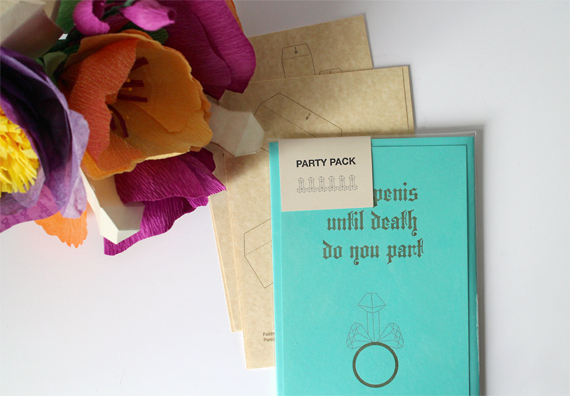 PARTY PACK
penis
until death
do you part